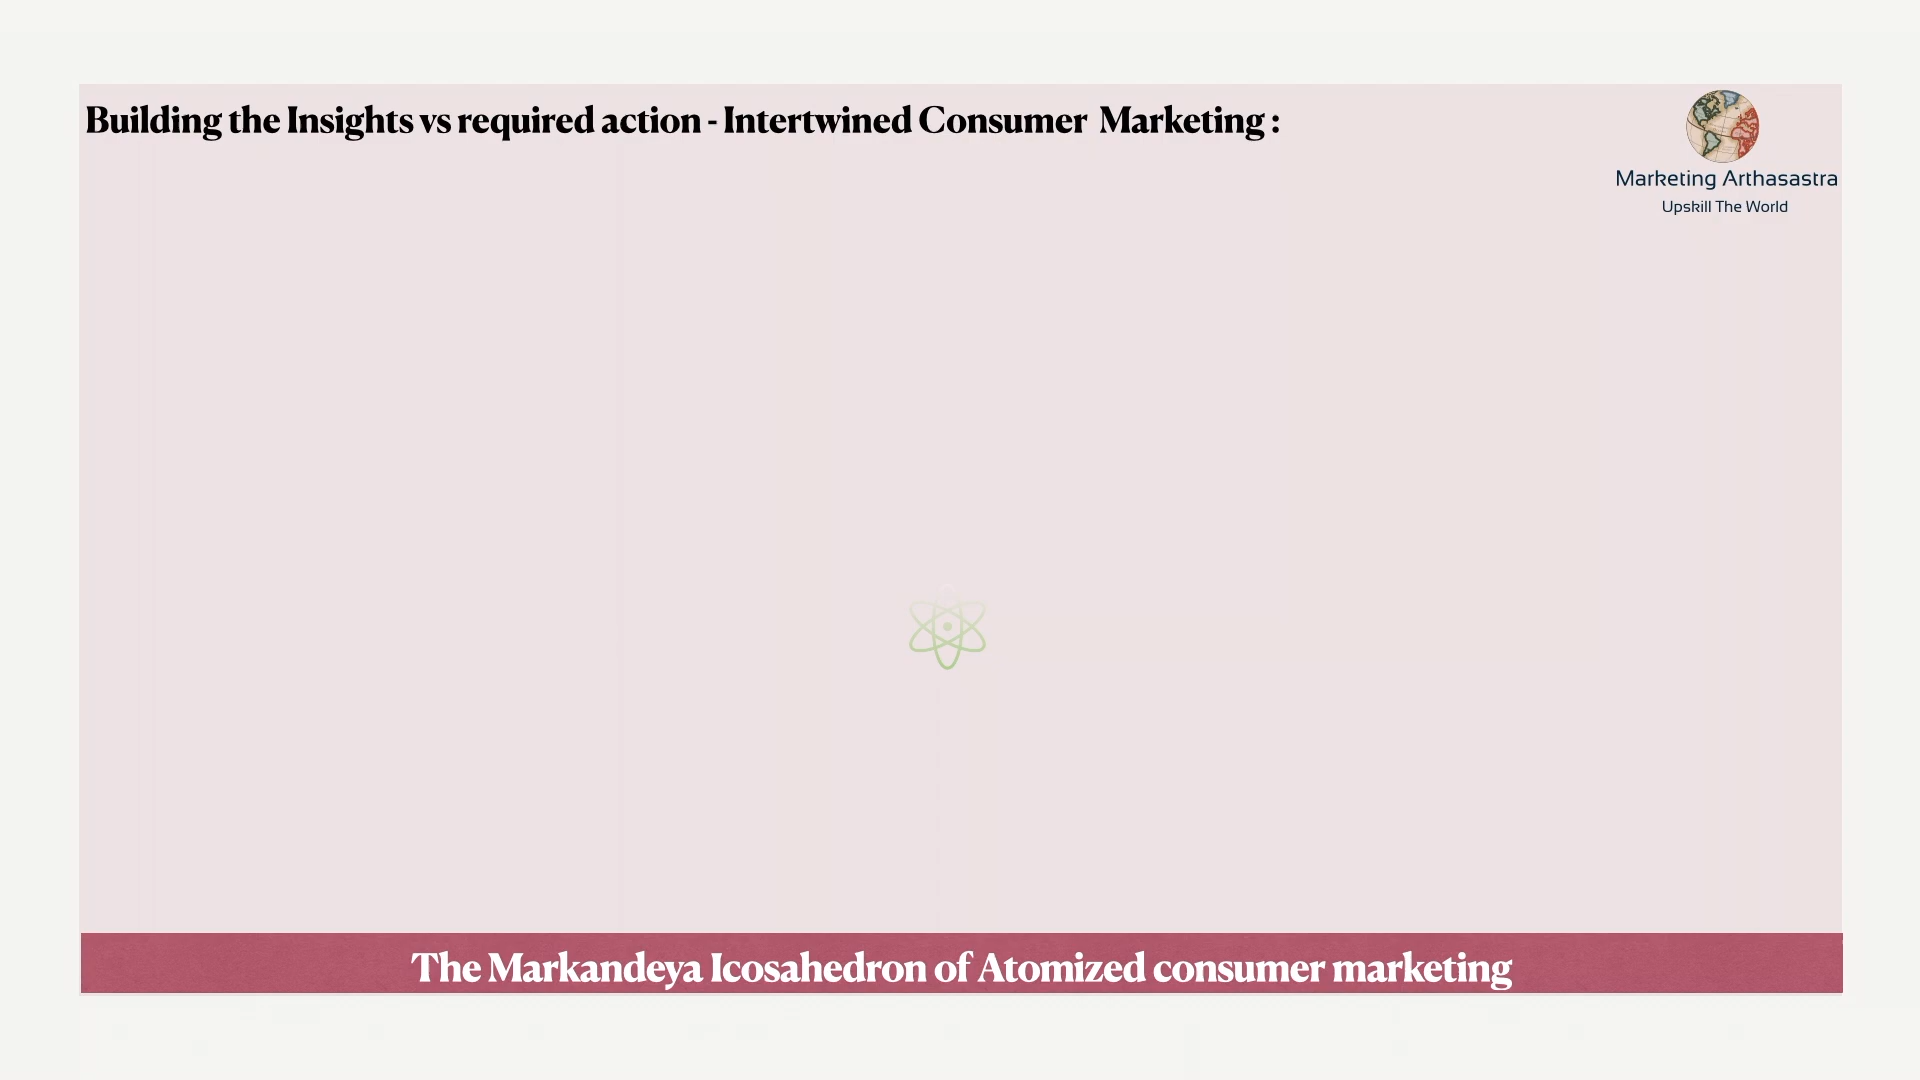 Building the Insights vs required action - Intertwined Consumer Marketing :
Marketing Arthasastra
Upskill The World
The Markandeya Icosahedron of Atomized consumer marketing